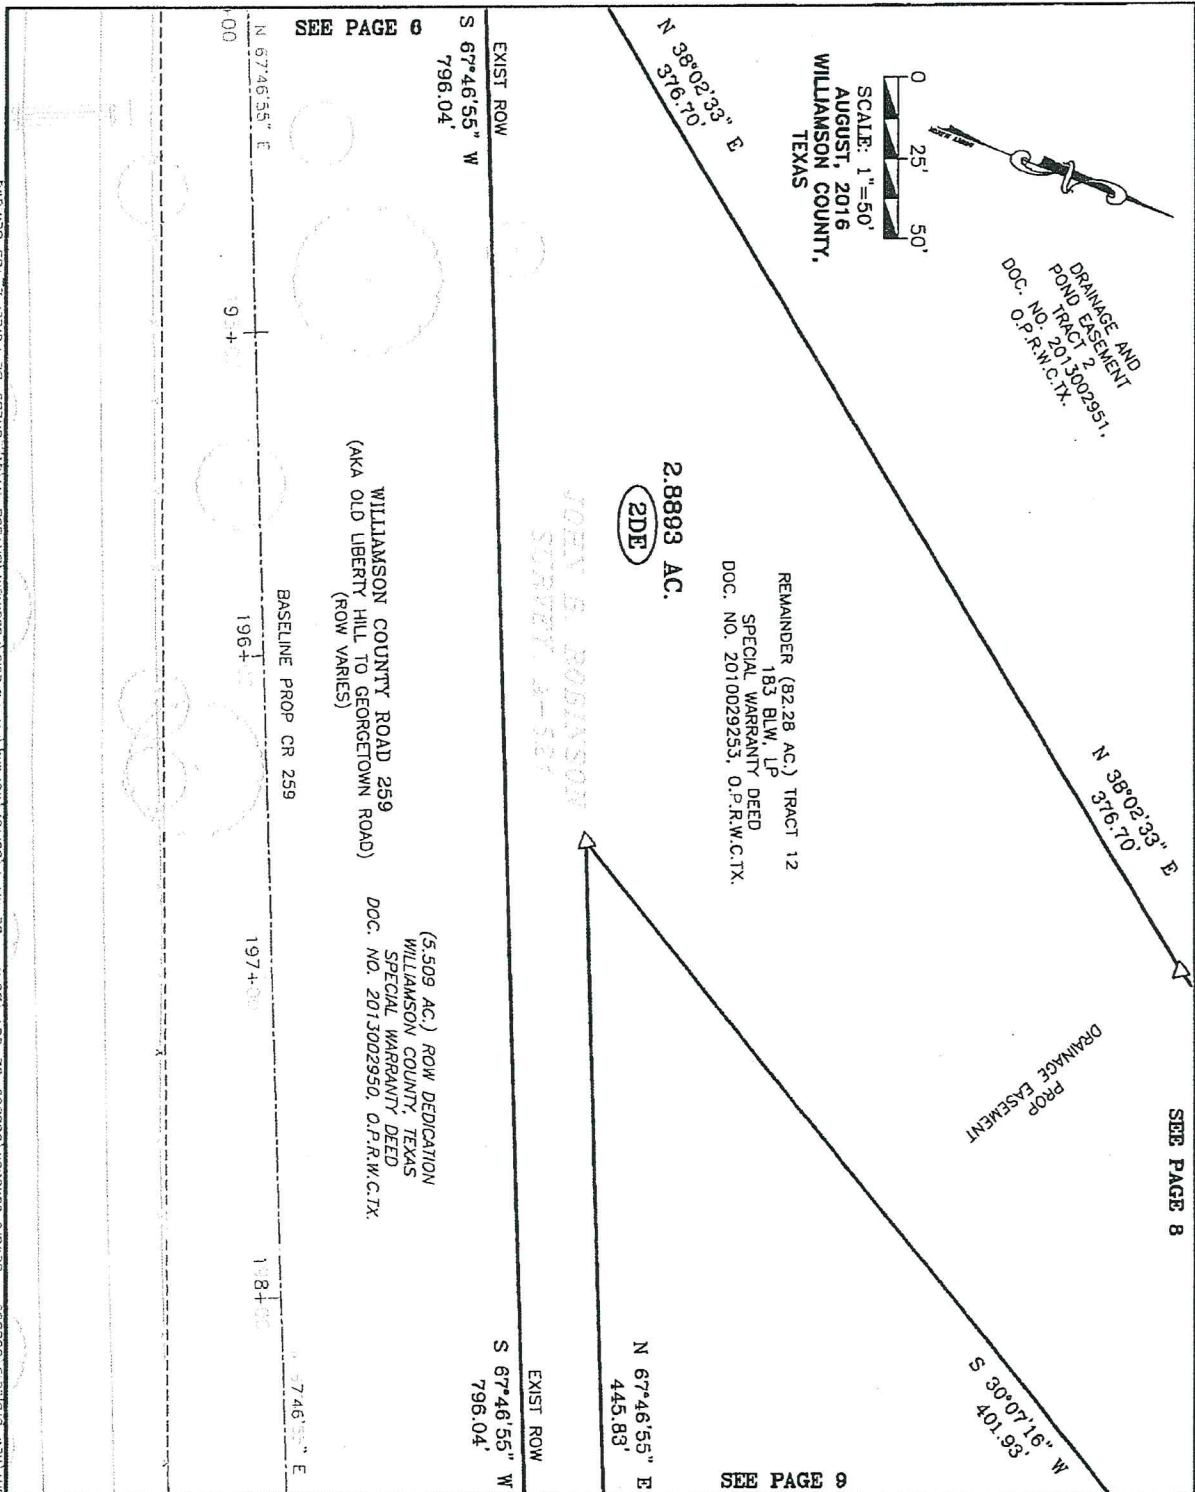 SEE PAGE 6
S 67°46'55" W
796.04'
EXIST ROW
N 38°02'33" E
376.70'
0 25' 50'
SCALE: 1"=50'
AUGUST, 2016
WILLIAMSON COUNTY,
TEXAS
DRAINAGE AND
POND EASEMENT
TRACT 2
DOC. NO. 2013002951,
O.P.R.W.C.TX.
N 67°46'55" E
2.8893 AC.
2DE
REMAINDER (82.28 AC.) TRACT 12
183 BLW, LP
SPECIAL WARRANTY DEED
DOC. NO. 2010029253, O.P.R.W.C.TX.
JOHN B. ROBINSON
WILLIAMSON COUNTY ROAD 259
(AKA OLD LIBERTY HILL TO GEORGETOWN ROAD)
(ROW VARIES)
BASELINE PROP CR 259
196+
197+
(5.509 AC.) ROW DEDICATION
WILLIAMSON COUNTY, TEXAS
SPECIAL WARRANTY DEED
DOC. NO. 2013002950, O.P.R.W.C.TX.
N 38°02'33" E
376.70'
PROP
DRAINAGE EASEMENT
SEE PAGE 8
S 30°07'16" W
401.93'
N 67°46'55" E
445.83'
EXIST ROW
S 67°46'55" W
796.04'
SEE PAGE 9